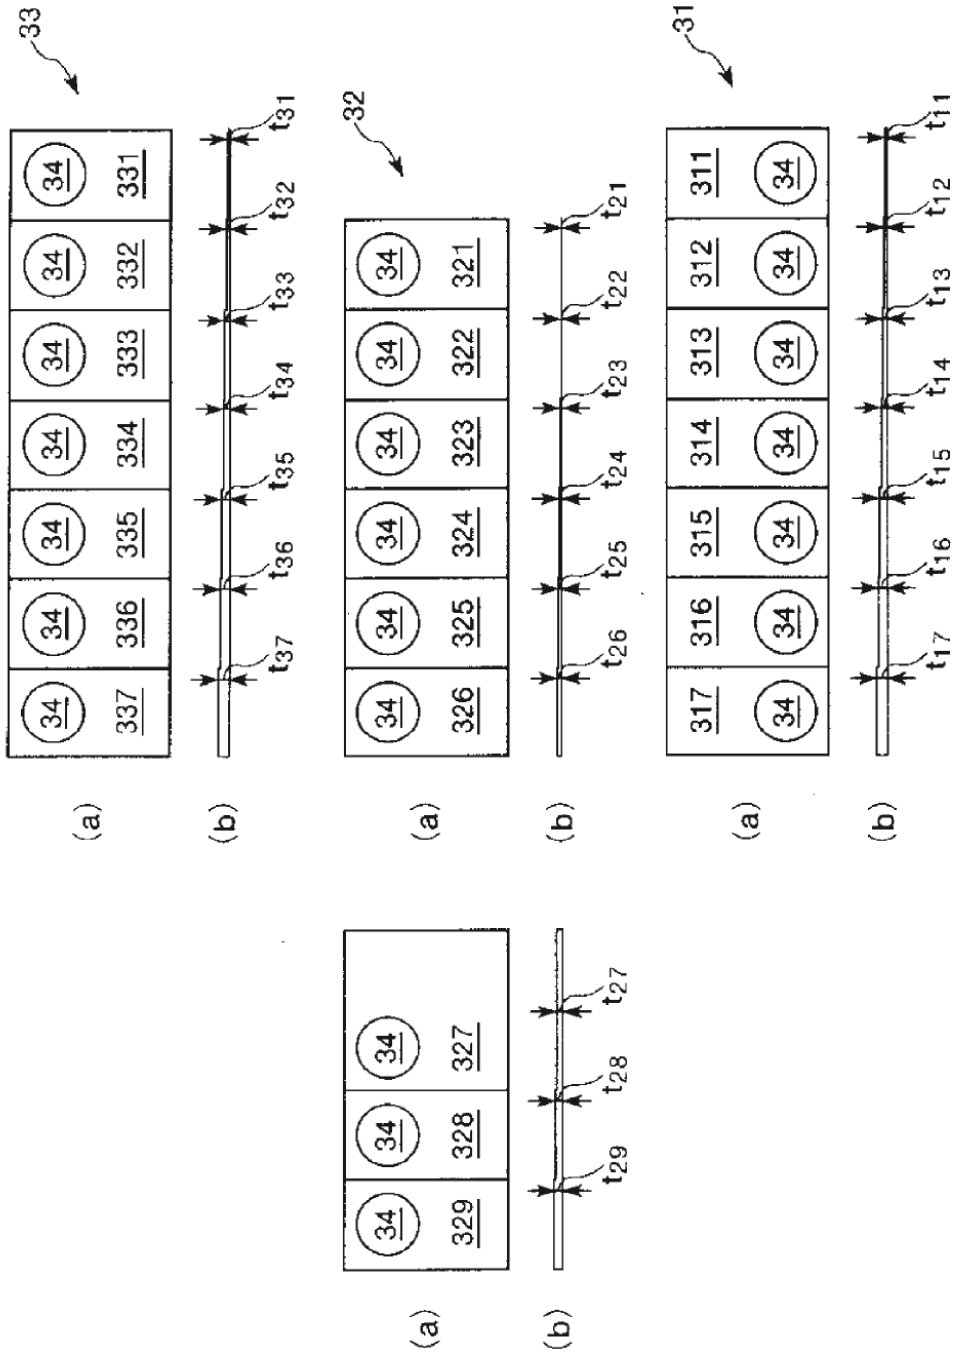 33
34 34 34 34 34 34 34
(a)
337 336 335 334 333 332 331
(b)
t37 t36 t35 t34 t33 t32 t31
32
34 34 34 34 34 34 34 34 34
(a) (a)
329 328 327 326 325 324 323 322 321
(b) (b)
t29 t28 t27 t26 t25 t24 t23 t22 t21
31
317 316 315 314 313 312 311
(a)
34 34 34 34 34 34 34
(b)
t17 t16 t15 t14 t13 t12 t11